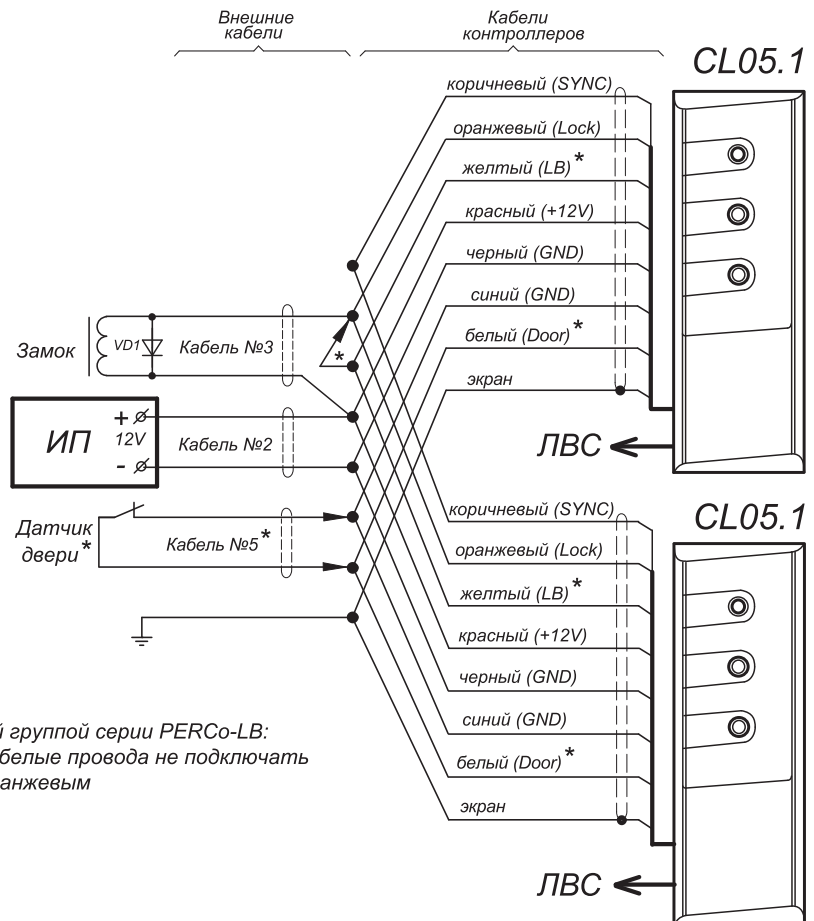 Внешние
кабели
Кабели
контроллеров
CL05.1
коричневый (SYNC)
оранжевый (Lock)
желтый (LB)*
красный (+12V)
черный (GND)
синий (GND)
белый (Door)*
экран
ЛВС
Замок
VD1
Кабель №3
*
ИП
+
12V
-
Кабель №2
Датчик
двери*
Кабель №5*
CL05.1
коричневый (SYNC)
оранжевый (Lock)
желтый (LB)*
красный (+12V)
черный (GND)
синий (GND)
белый (Door)*
экран
ЛВС
группой серии PERCo-LB:
белые провода не подключать